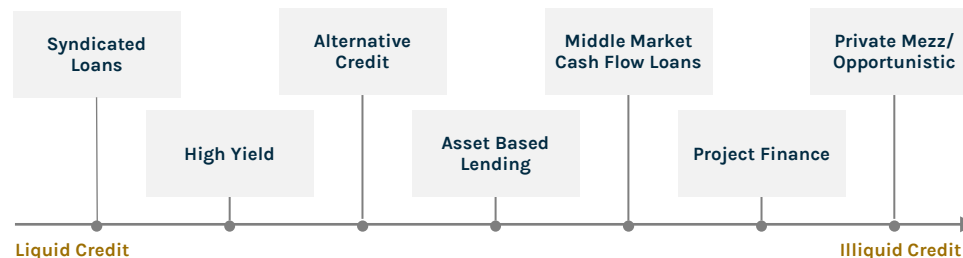 Syndicated
Loans
High Yield
Alternative
Credit
Asset Based
Lending
Middle Market
Cash Flow Loans
Project Finance
Private Mezz/
Opportunistic
Liquid Credit
Illiquid Credit